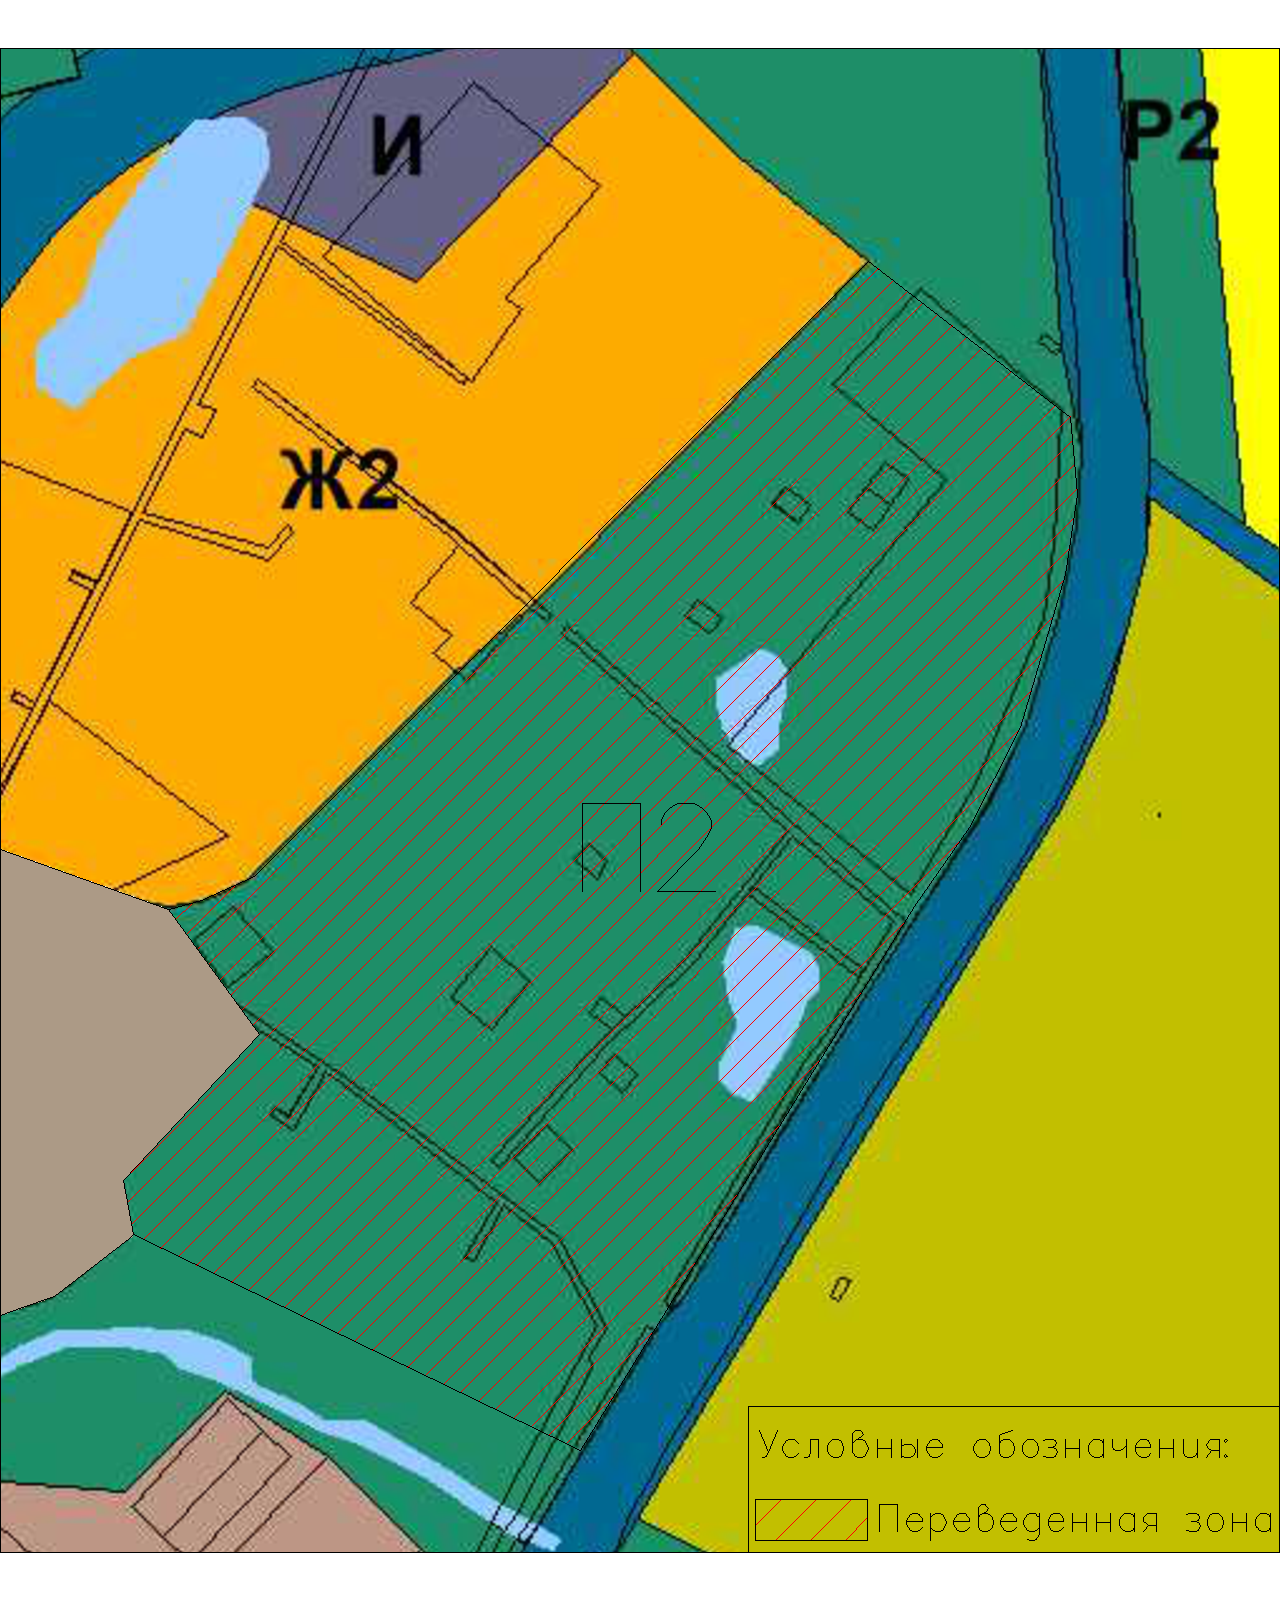 И
Р2
Ж2
П2
Условные обозначения:
Переведенная зона